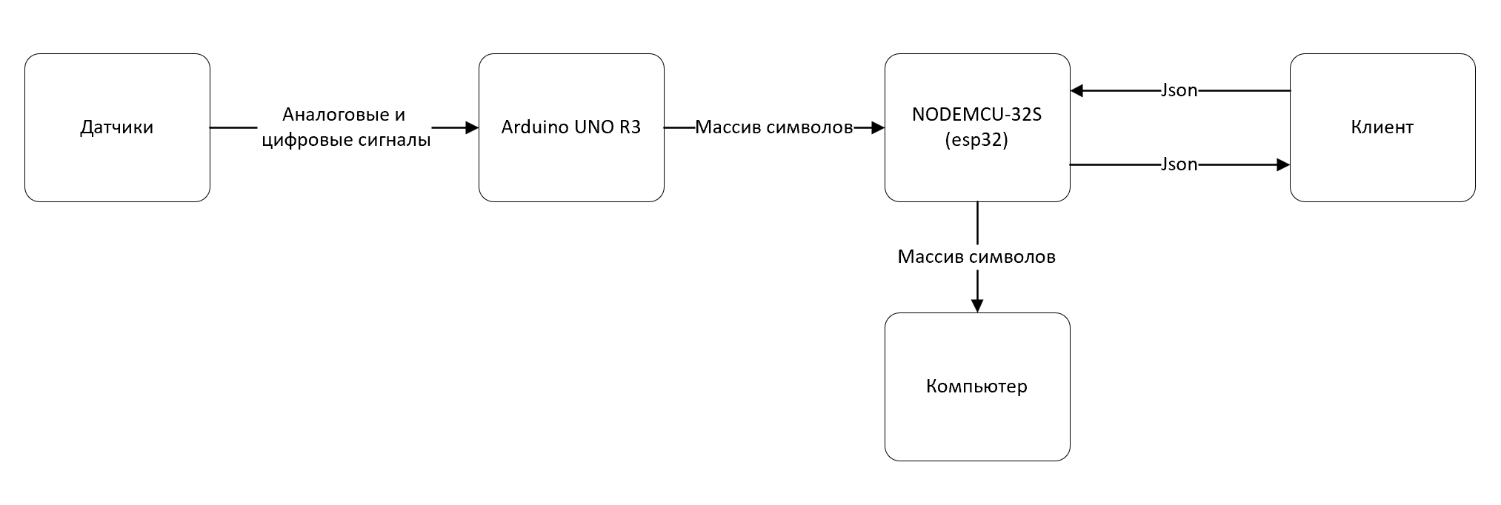 Датчики
Аналоговые и
цифровые сигналы
Arduino UNO R3
Массив символов
NODEMCU-32S
(esp32)
Json
Json
Клиент
Массив символов
Компьютер